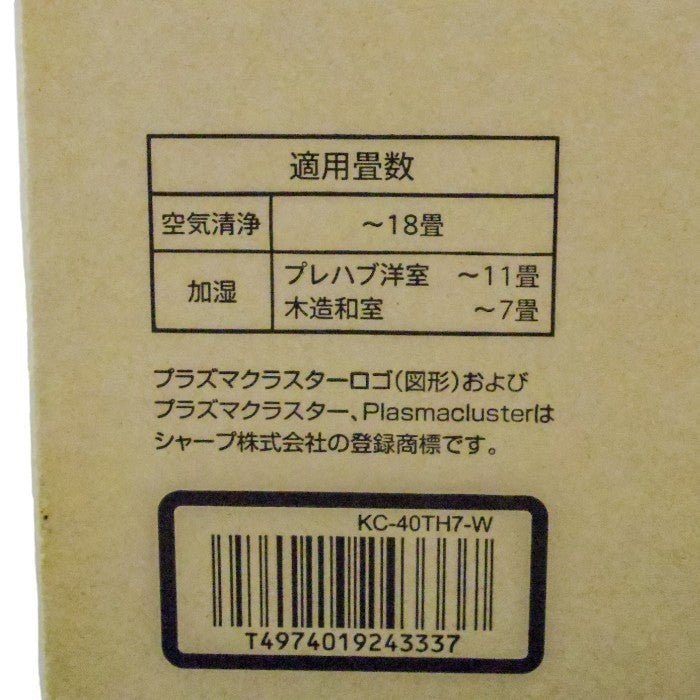 適用畳数
空気清浄 ～18畳
加湿 プレハブ洋室 ～11畳
木造和室 ～7畳
プラズマクラスターロゴ(図形)および
プラズマクラスター、Plasmaclusterは
シャープ株式会社の登録商標です。
KC-40TH7-W
T4974019243337